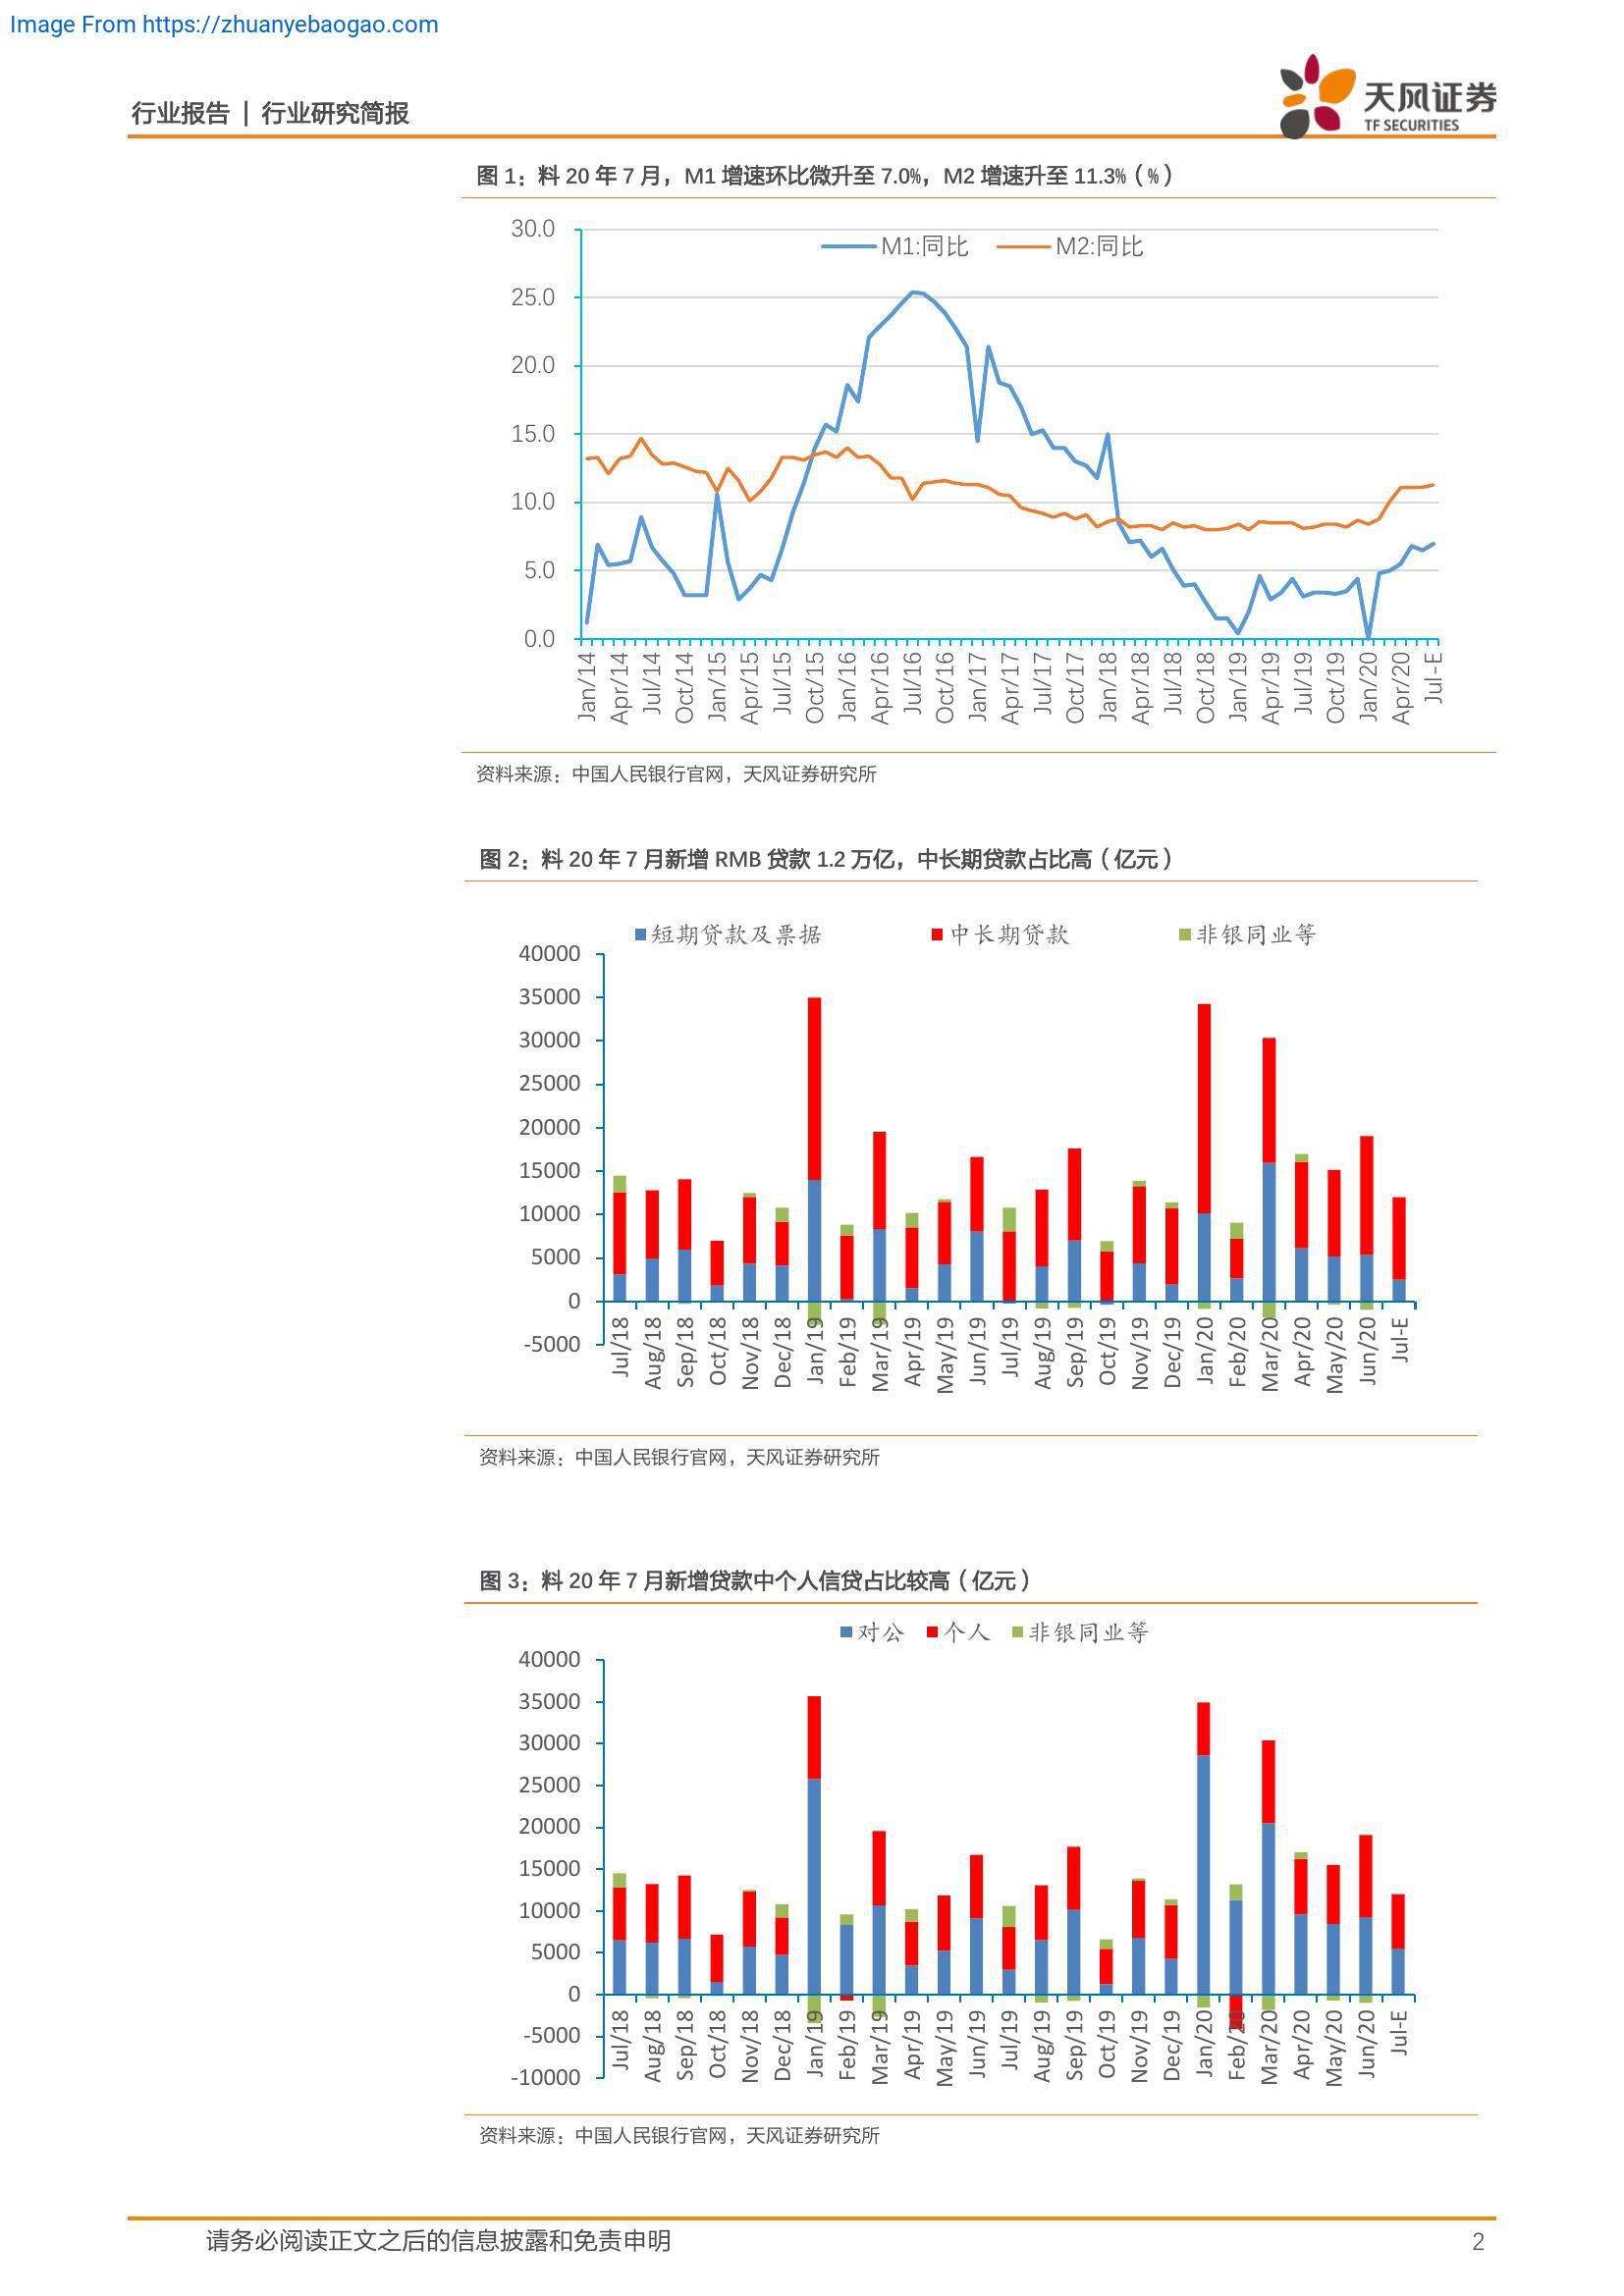 Image From https://zhuanyebaogao.com
行业报告 | 行业研究简报
天风证券
TF SECURITIES
图 1：料 20 年 7 月，M1 增速环比微升至 7.0%，M2 增速升至 11.3%（%）
M1:同比 M2:同比
30.0
25.0
20.0
15.0
10.0
5.0
0.0
Jan/14 Apr/14 Jul/14 Oct/14 Jan/15 Apr/15 Jul/15 Oct/15 Jan/16 Apr/16 Jul/16 Oct/16 Jan/17 Apr/17 Jul/17 Oct/17 Jan/18 Apr/18 Jul/18 Oct/18 Jan/19 Apr/19 Jul/19 Oct/19 Jan/20 Apr/20 Jul-E
资料来源：中国人民银行官网，天风证券研究所
图 2：料 20 年 7 月新增 RMB 贷款 1.2 万亿，中长期贷款占比高（亿元）
短期贷款及票据 中长期贷款 非银同业等
40000
35000
30000
25000
20000
15000
10000
5000
0
-5000
Jul/18 Aug/18 Sep/18 Oct/18 Nov/18 Dec/18 Jan/19 Feb/19 Mar/19 Apr/19 May/19 Jun/19 Jul/19 Aug/19 Sep/19 Oct/19 Nov/19 Dec/19 Jan/20 Feb/20 Mar/20 Apr/20 May/20 Jun/20 Jul-E
资料来源：中国人民银行官网，天风证券研究所
图 3：料 20 年 7 月新增贷款中个人信贷占比较高（亿元）
对公 个人 非银同业等
40000
35000
30000
25000
20000
15000
10000
5000
0
-5000
-10000
Jul/18 Aug/18 Sep/18 Oct/18 Nov/18 Dec/18 Jan/19 Feb/19 Mar/19 Apr/19 May/19 Jun/19 Jul/19 Aug/19 Sep/19 Oct/19 Nov/19 Dec/19 Jan/20 Feb/20 Mar/20 Apr/20 May/20 Jun/20 Jul-E
资料来源：中国人民银行官网，天风证券研究所
请务必阅读正文之后的信息披露和免责申明 2